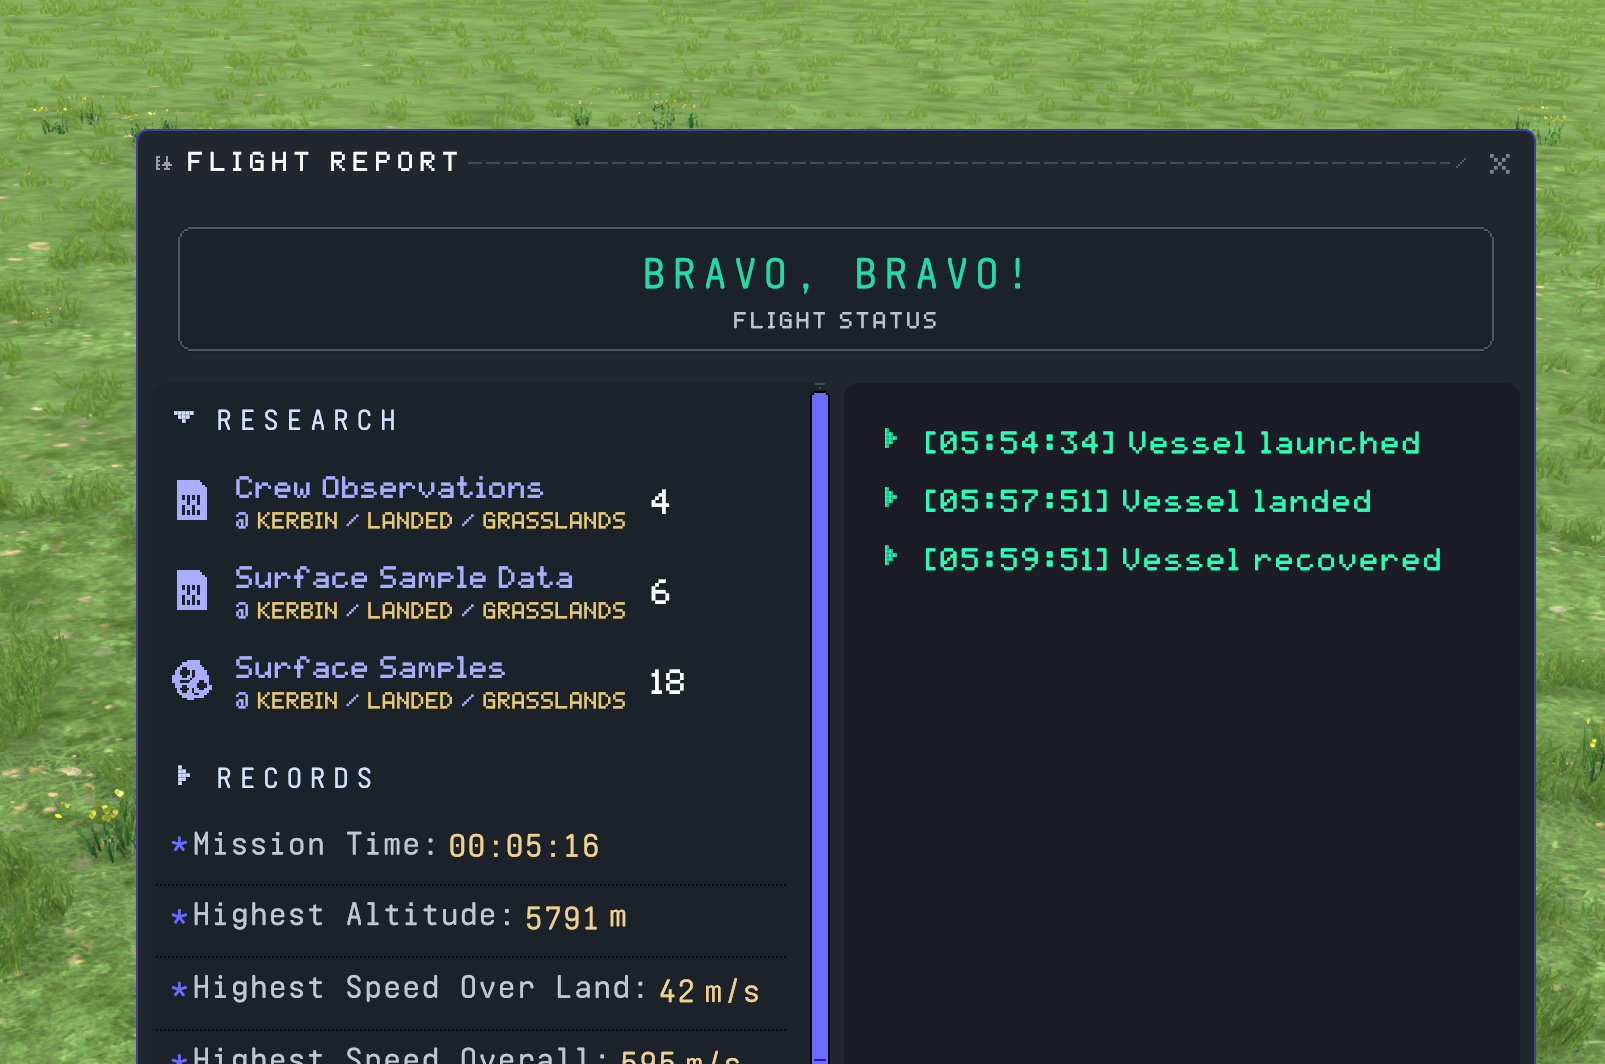 FLIGHT REPORT
BRAVO, BRAVO!
FLIGHT STATUS
RESEARCH
Crew Observations
@ KERBIN / LANDED / GRASSLANDS
4
Surface Sample Data
@ KERBIN / LANDED / GRASSLANDS
6
Surface Samples
@ KERBIN / LANDED / GRASSLANDS
18
RECORDS
*Mission Time: 00:05:16
*Highest Altitude: 5791 m
*Highest Speed Over Land: 42 m/s
*Highest Speed Overall: 595 m/s
[05:54:34] Vessel launched
[05:57:51] Vessel landed
[05:59:51] Vessel recovered